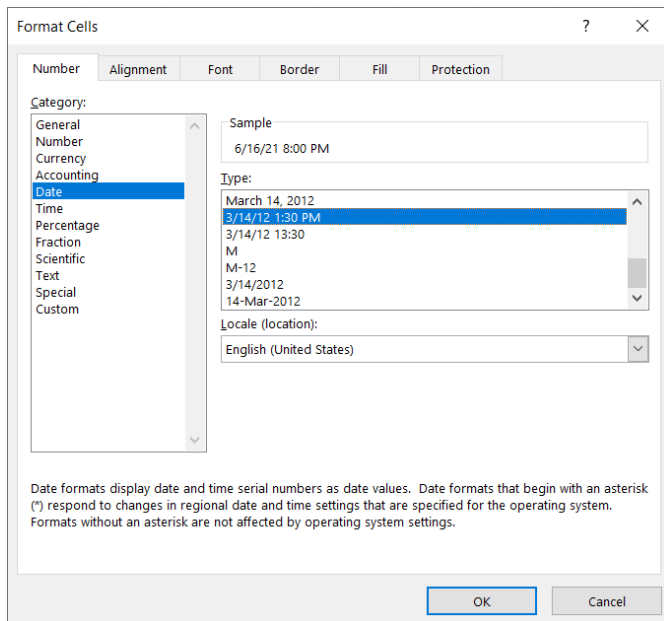 Format Cells ?
Number Alignment Font Border Fill Protection
Category:
General
Number
Currency
Accounting
Date
Time
Percentage
Fraction
Scientific
Text
Special
Custom
Sample
6/16/21 8:00 PM
Type:
March 14, 2012
3/14/12 1:30 PM
3/14/12 13:30
M
M-12
3/14/2012
14-Mar-2012
Locale (location):
English (United States)
Date formats display date and time serial numbers as date values.  Date formats that begin with an asterisk
(*) respond to changes in regional date and time settings that are specified for the operating system.
Formats without an asterisk are not affected by operating system settings.
OK Cancel